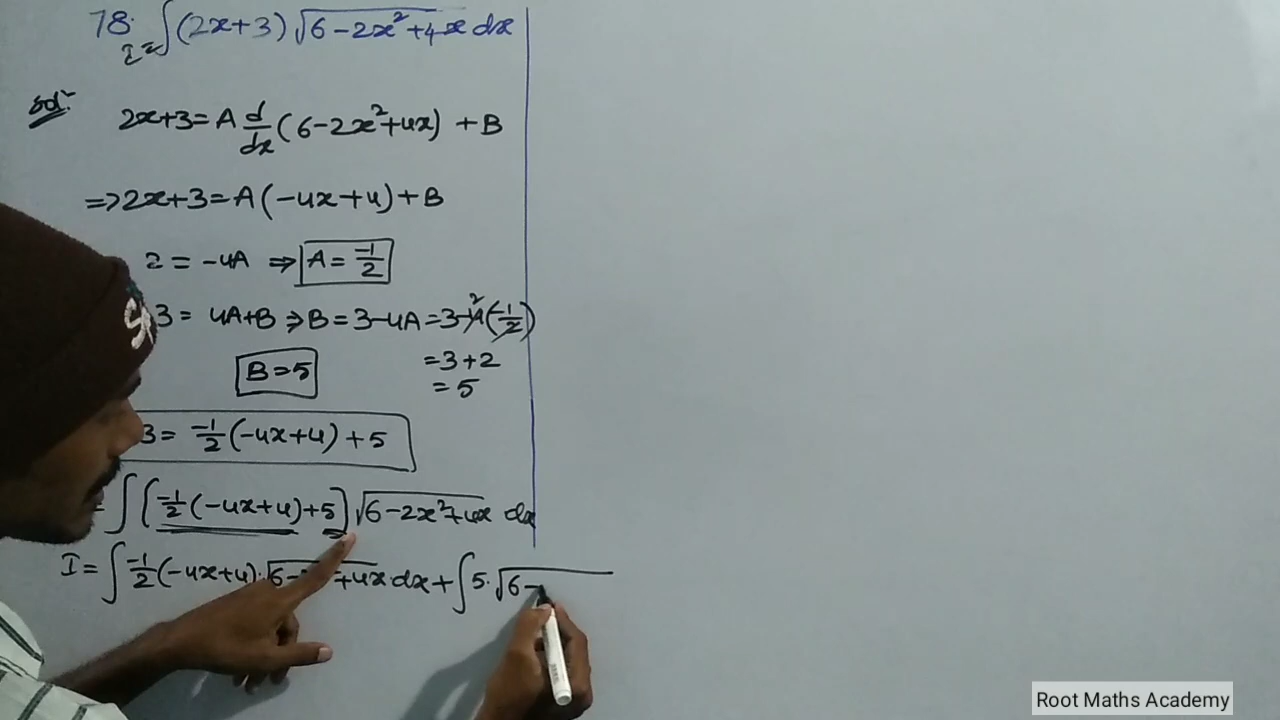 78. I = ∫(2x+3) √(6-2x²+4x) dx
Sol:
2x+3 = A d/dx (6-2x²+4x) + B
⇒ 2x+3 = A(-4x+4) + B
2 = -4A ⇒ A = -1/2
3 = 4A+B ⇒ B = 3-4A = 3-4(-1/2)
2
B = 5
= 3+2
= 5
3 = -1/2 (-4x+4) + 5
= ∫(-1/2 (-4x+4) + 5) √(6-2x²+4x) dx
I = ∫ -1/2 (-4x+4) · √(6- +4x dx + ∫ 5 · √(6-
Root Maths Academy